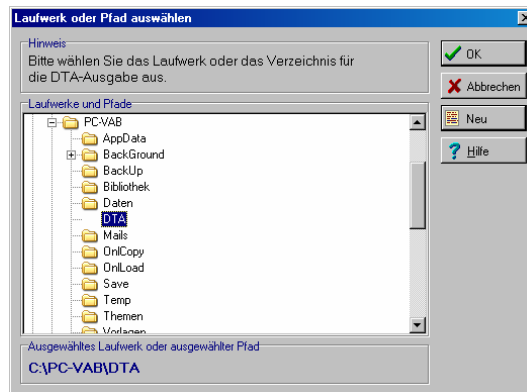 Laufwerk oder Pfad auswählen
Hinweis
Bitte wählen Sie das Laufwerk oder das Verzeichnis für
die DTA-Ausgabe aus.
OK
Abbrechen
Neu
Hilfe
Laufwerke und Pfade
PC-VAB
AppData
BackGround
BackUp
Bibliothek
Daten
DTA
Mails
OnlCopy
OnlLoad
Save
Temp
Themen
Vorlagen
Ausgewähltes Laufwerk oder ausgewählter Pfad
C:\PC-VAB\DTA